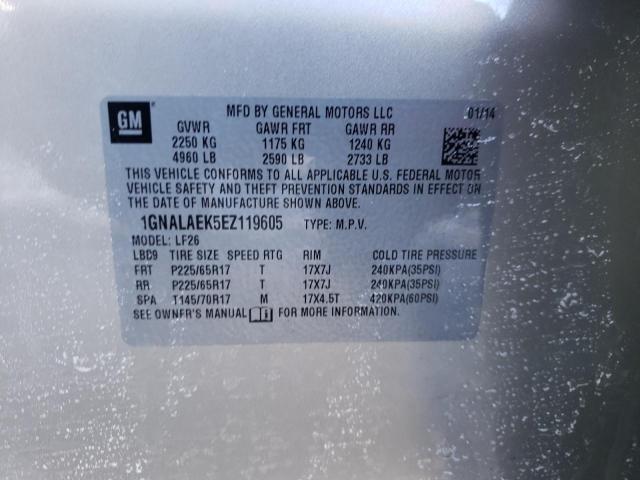 GM
MFD BY GENERAL MOTORS LLC 01/14
GVWR GAWR FRT GAWR RR
2250 KG 1175 KG 1240 KG
4960 LB 2590 LB 2733 LB
THIS VEHICLE CONFORMS TO ALL APPLICABLE U.S. FEDERAL MOTOR
VEHICLE SAFETY AND THEFT PREVENTION STANDARDS IN EFFECT ON
THE DATE OF MANUFACTURE SHOWN ABOVE.
1GNALAEK5EZ119605 TYPE: M.P.V.
MODEL: LF26
LBC9 TIRE SIZE SPEED RTG RIM COLD TIRE PRESSURE
FRT P225/65R17 T 17X7J 240KPA(35PSI)
RR P225/65R17 T 17X7J 240KPA(35PSI)
SPA T145/70R17 M 17X4.5T 420KPA(60PSI)
SEE OWNER'S MANUAL FOR MORE INFORMATION.